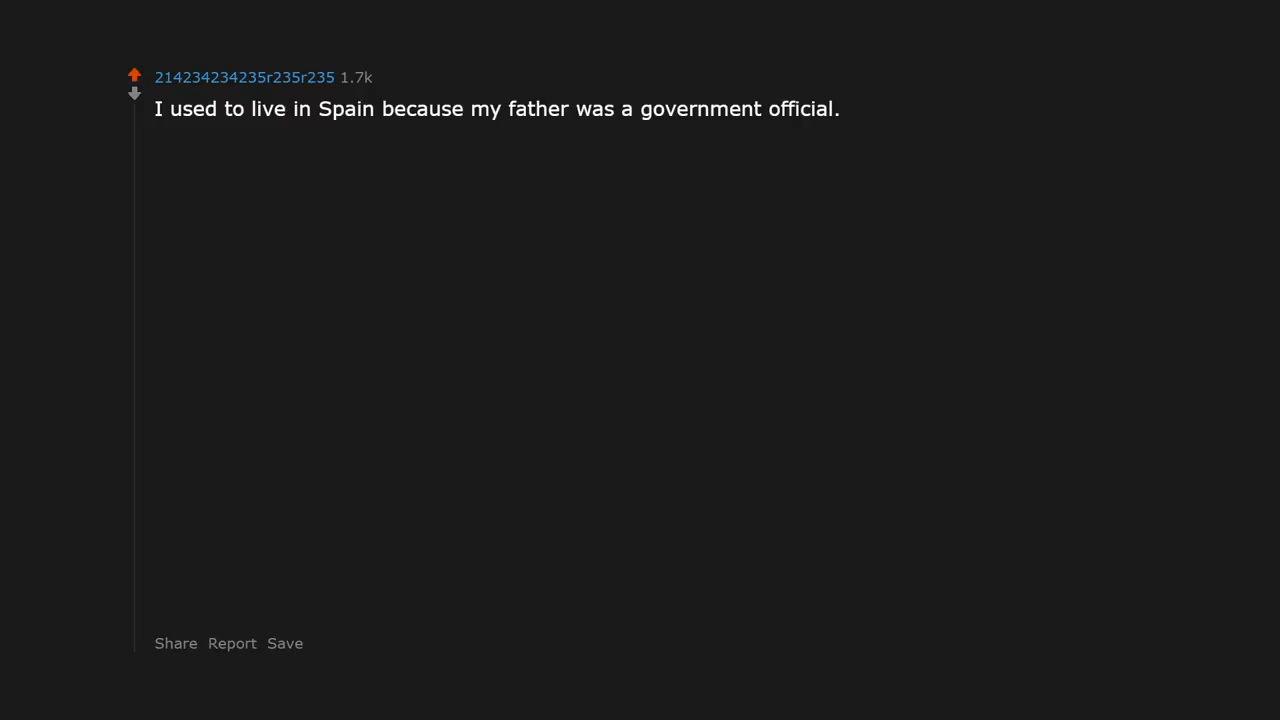 214234234235r235r235 1.7k
I used to live in Spain because my father was a government official.
Share Report Save